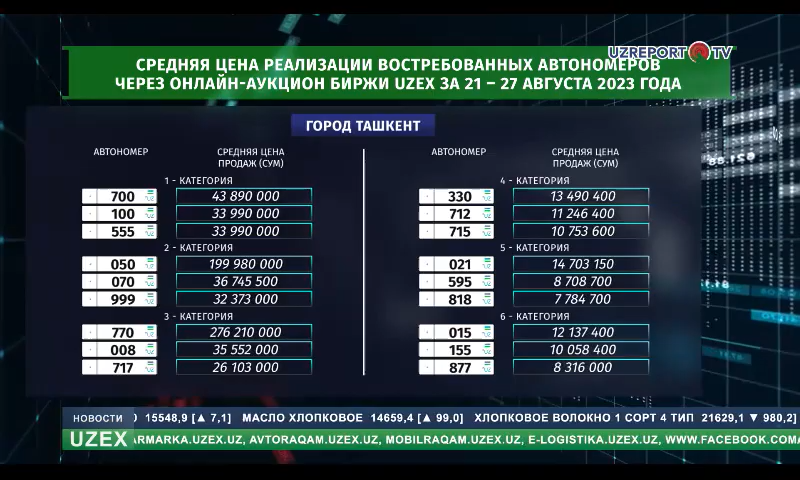 UZREPORT TV
СРЕДНЯЯ ЦЕНА РЕАЛИЗАЦИИ ВОСТРЕБОВАННЫХ АВТОНОМЕРОВ
ЧЕРЕЗ ОНЛАЙН-АУКЦИОН БИРЖИ UZEX ЗА 21 – 27 АВГУСТА 2023 ГОДА
ГОРОД ТАШКЕНТ
АВТОНОМЕР СРЕДНЯЯ ЦЕНА
ПРОДАЖ (СУМ)
1 - КАТЕГОРИЯ
700 43 890 000
100 33 990 000
555 33 990 000
2 - КАТЕГОРИЯ
050 199 980 000
070 36 745 500
999 32 373 000
3 - КАТЕГОРИЯ
770 276 210 000
008 35 552 000
717 26 103 000
АВТОНОМЕР СРЕДНЯЯ ЦЕНА
ПРОДАЖ (СУМ)
4 - КАТЕГОРИЯ
330 13 490 400
712 11 246 400
715 10 753 600
5 - КАТЕГОРИЯ
021 14 703 150
595 8 708 700
818 7 784 700
6 - КАТЕГОРИЯ
015 12 137 400
155 10 058 400
877 8 316 000
НОВОСТИ 15548,9 [▲ 7,1] МАСЛО ХЛОПКОВОЕ 14659,4 [▲ 99,0] ХЛОПКОВОЕ ВОЛОКНО 1 СОРТ 4 ТИП 21629,1 ▼ 980,2]
UZEX ARMARKA.UZEX.UZ, AVTORAQAM.UZEX.UZ, MOBILRAQAM.UZEX.UZ, E-LOGISTIKA.UZEX.UZ, WWW.FACEBOOK.COM